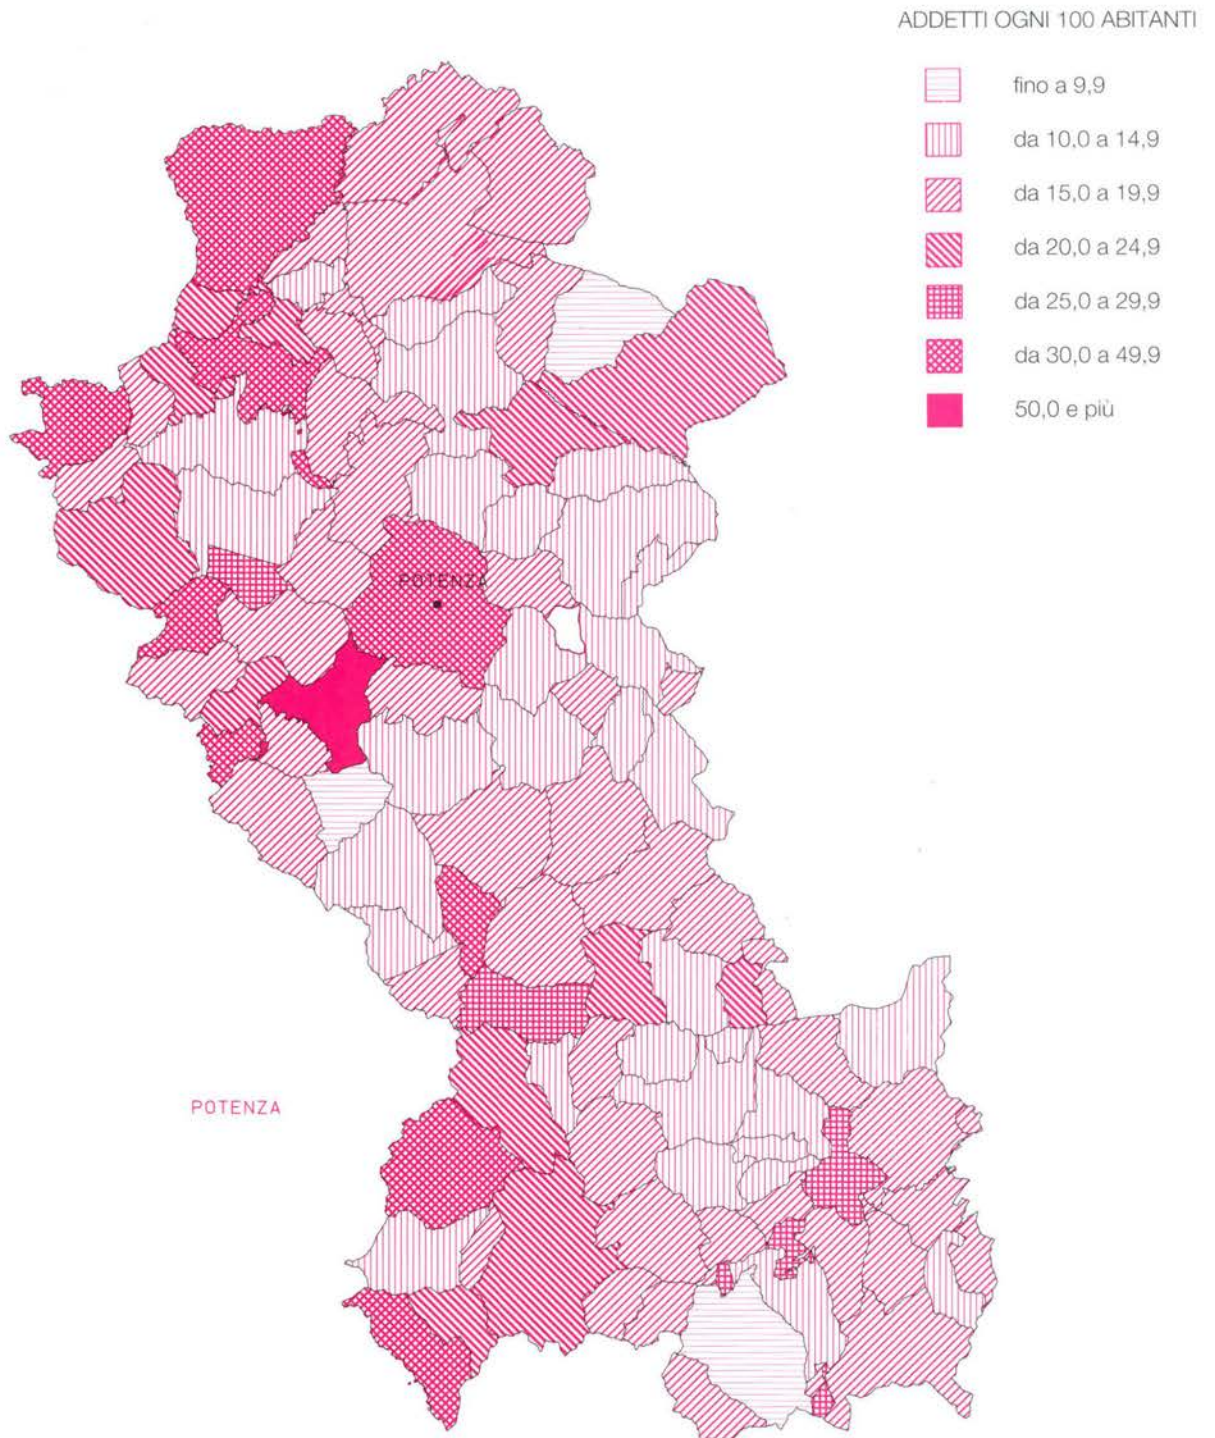 ADDETTI OGNI 100 ABITANTI
fino a 9,9
da 10,0 a 14,9
da 15,0 a 19,9
da 20,0 a 24,9
da 25,0 a 29,9
da 30,0 a 49,9
50,0 e più
POTENZA
POTENZA